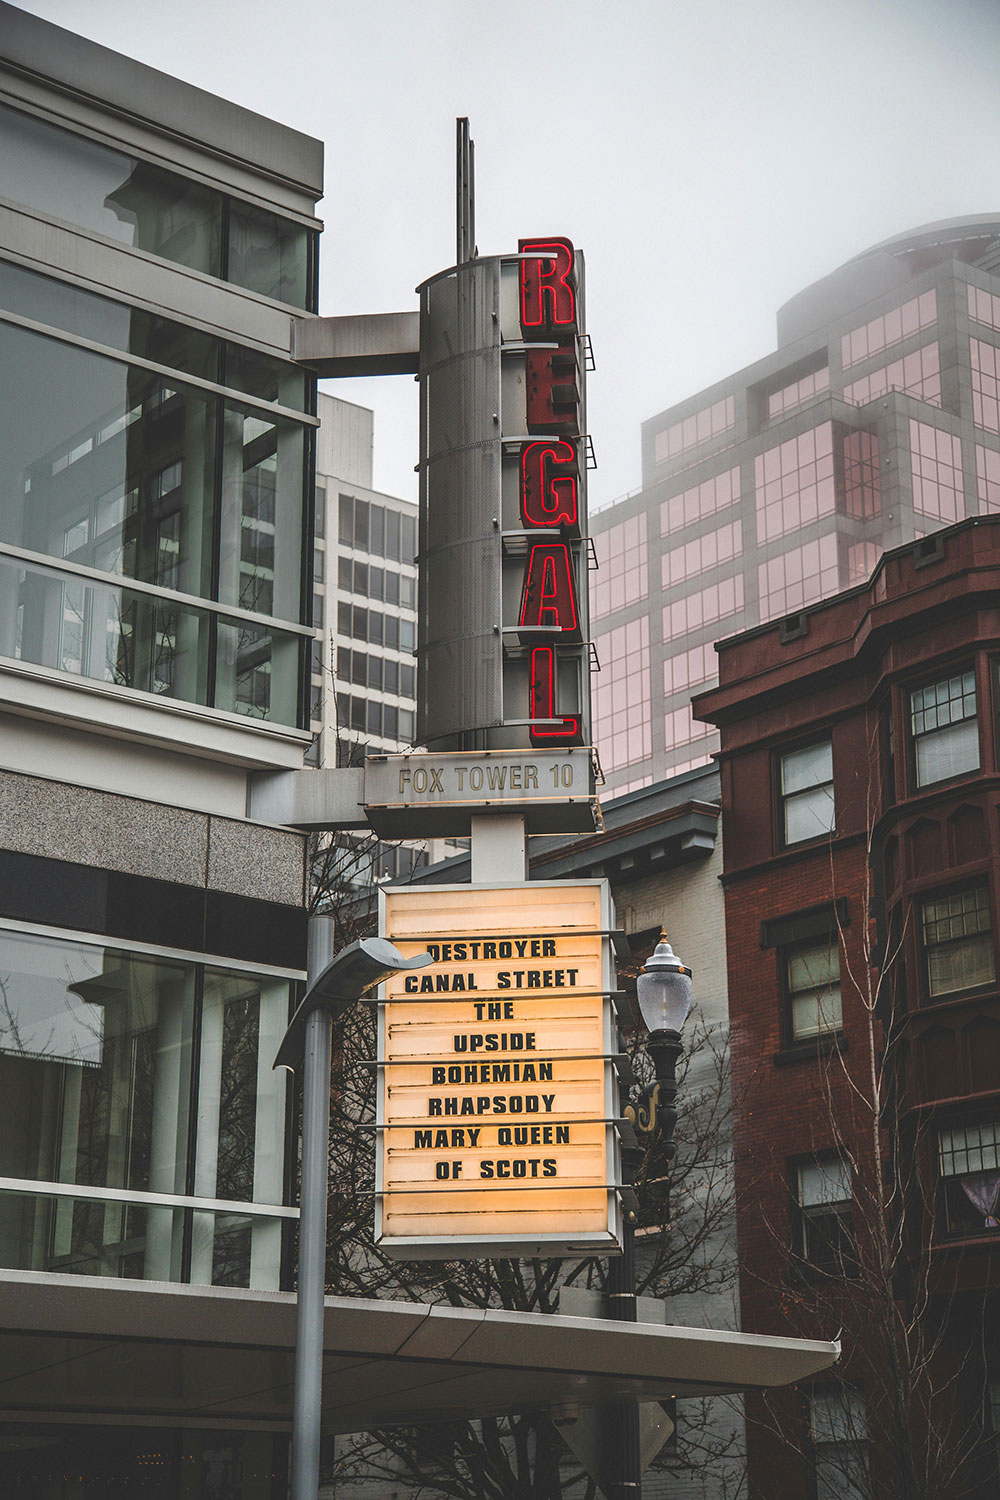 REGAL
FOX TOWER 10
DESTROYER
CANAL STREET
THE
UPSIDE
BOHEMIAN
RHAPSODY
MARY QUEEN
OF SCOTS